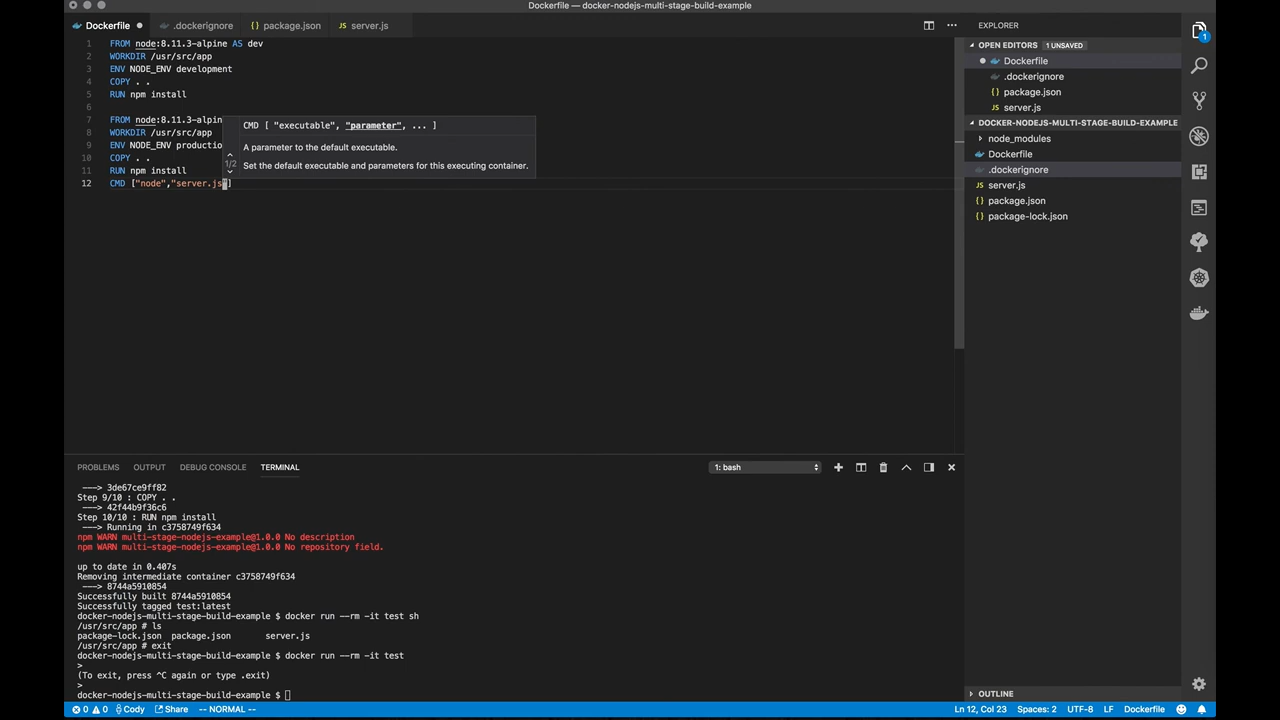 Dockerfile — docker-nodejs-multi-stage-build-example
Dockerfile
.dockerignore
package.json
server.js
1 FROM node:8.11.3-alpine AS dev
2 WORKDIR /usr/src/app
3 ENV NODE_ENV development
4 COPY . .
5 RUN npm install
6
7 FROM node:8.11.3-alpin
8 WORKDIR /usr/src/app
9 ENV NODE_ENV productio
10 COPY . .
11 RUN npm install
12 CMD ["node","server.js"]
CMD [ "executable", "parameter", ... ]
A parameter to the default executable.
1/2
Set the default executable and parameters for this executing container.
EXPLORER
OPEN EDITORS 1 UNSAVED
Dockerfile
.dockerignore
package.json
server.js
DOCKER-NODEJS-MULTI-STAGE-BUILD-EXAMPLE
node_modules
Dockerfile
.dockerignore
server.js
package.json
package-lock.json
OUTLINE
1
PROBLEMS OUTPUT DEBUG CONSOLE TERMINAL
1: bash
---> 3de67ce9ff82
Step 9/10 : COPY . .
---> 42f44b9f36c6
Step 10/10 : RUN npm install
---> Running in c3758749f634
npm WARN multi-stage-nodejs-example@1.0.0 No description
npm WARN multi-stage-nodejs-example@1.0.0 No repository field.
up to date in 0.407s
Removing intermediate container c3758749f634
---> 8744a5910854
Successfully built 8744a5910854
Successfully tagged test:latest
docker-nodejs-multi-stage-build-example $ docker run --rm -it test sh
/usr/src/app # ls
package-lock.json package.json server.js
/usr/src/app # exit
docker-nodejs-multi-stage-build-example $ docker run --rm -it test
>
(To exit, press ^C again or type .exit)
>
docker-nodejs-multi-stage-build-example $
0 0 Cody Share -- NORMAL -- Ln 12, Col 23 Spaces: 2 UTF-8 LF Dockerfile